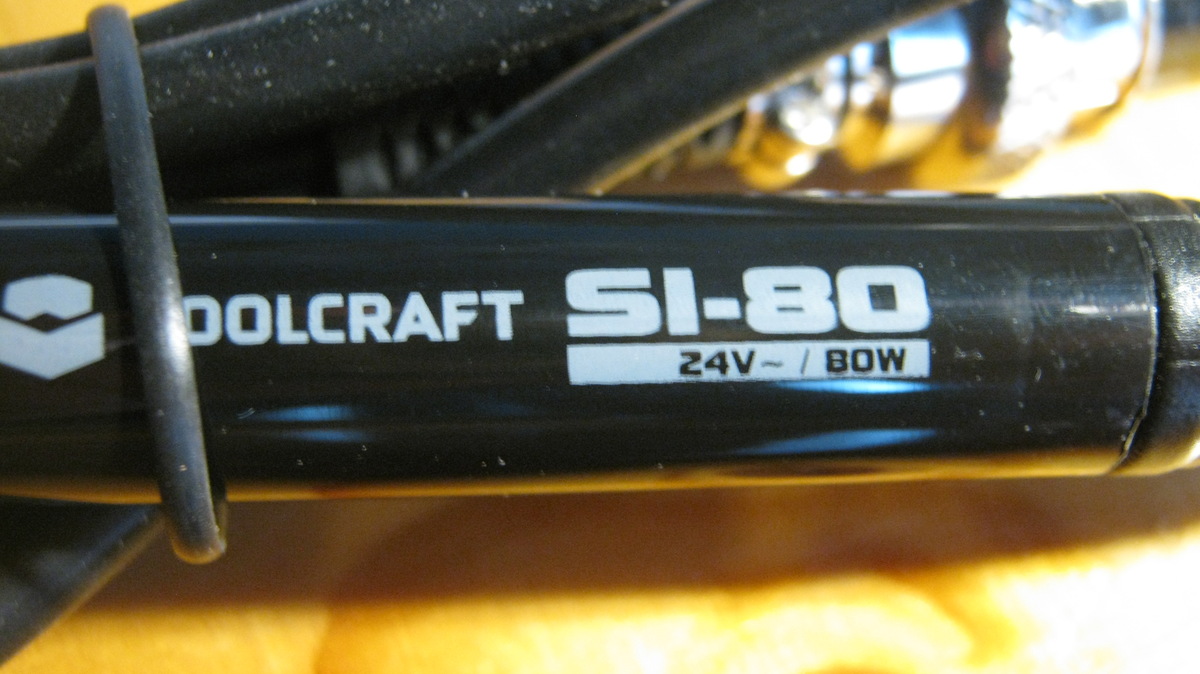 OOLCRAFT SI-80
24V~ / 80W